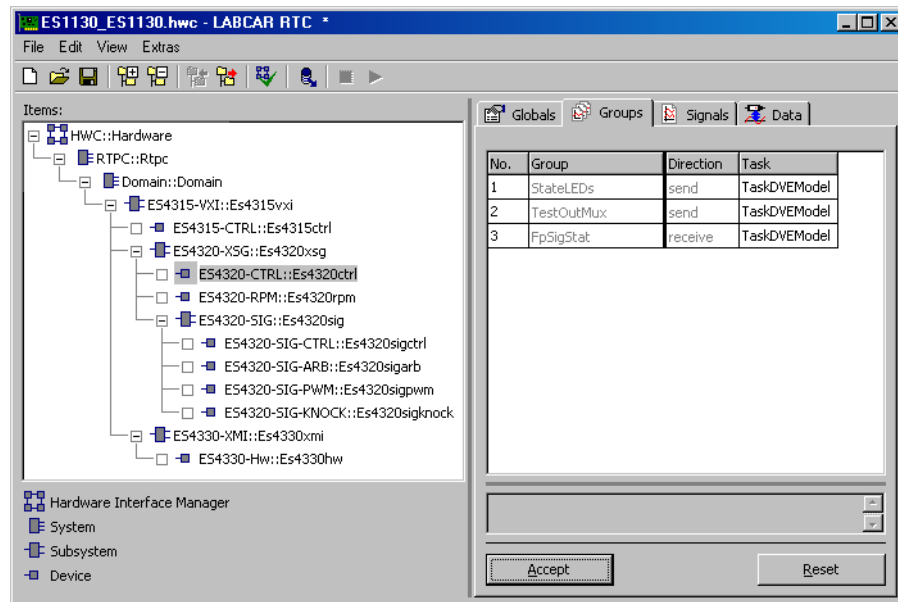 ES1130_ES1130.hwc - LABCAR RTC *
File Edit View Extras
Items:
HWC::Hardware
RTPC::Rtpc
Domain::Domain
ES4315-VXI::Es4315vxi
ES4315-CTRL::Es4315ctrl
ES4320-XSG::Es4320xsg
ES4320-CTRL::Es4320ctrl
ES4320-RPM::Es4320rpm
ES4320-SIG::Es4320sig
ES4320-SIG-CTRL::Es4320sigctrl
ES4320-SIG-ARB::Es4320sigarb
ES4320-SIG-PWM::Es4320sigpwm
ES4320-SIG-KNOCK::Es4320sigknock
ES4330-XMI::Es4330xmi
ES4330-Hw::Es4330hw
Hardware Interface Manager
System
Subsystem
Device
Globals Groups Signals Data
No. Group Direction Task
1 StateLEDs send TaskDVEModel
2 TestOutMux send TaskDVEModel
3 FpSigStat receive TaskDVEModel
Accept Reset